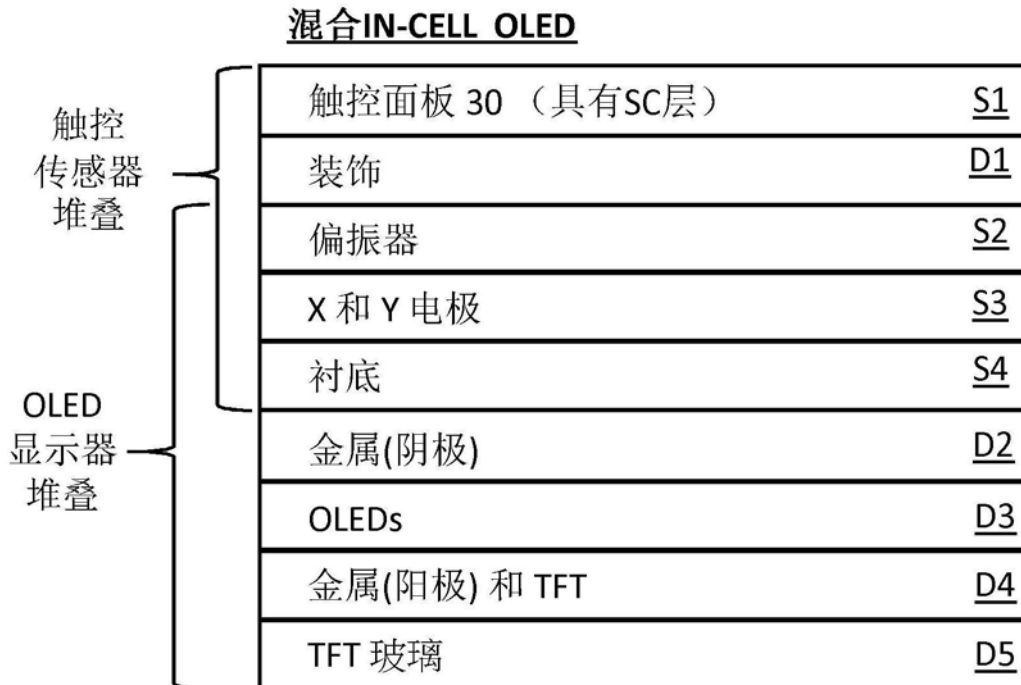 混合IN-CELL OLED
触控
传感器
堆叠
OLED
显示器
堆叠
触控面板 30 （具有SC层） S1
装饰 D1
偏振器 S2
X 和 Y 电极 S3
衬底 S4
金属(阴极) D2
OLEDs D3
金属(阳极) 和 TFT D4
TFT 玻璃 D5